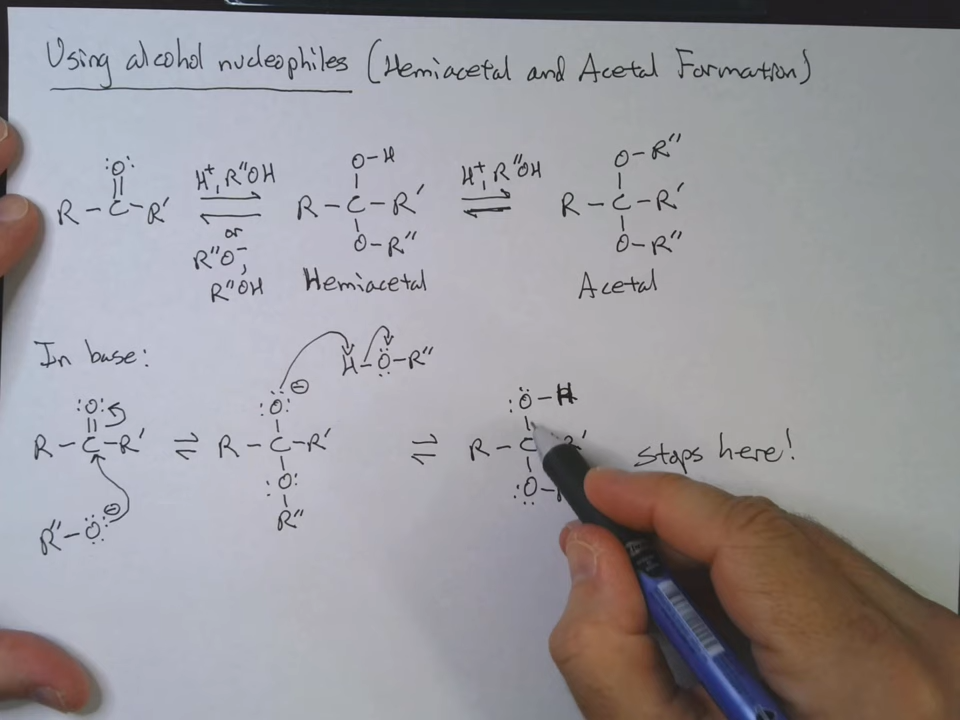 Using alcohol nucleophiles (Hemiacetal and Acetal Formation)
O O-H O-R"
R-C-R' H+, R"OH R-C-R' H+, R"OH R-C-R'
or O-R" O-R"
R"O-,
R"OH Hemiacetal Acetal
In base: H-O-R"
:O: :O: ⊖ :O-H
R-C-R' ⇌ R-C-R' ⇌ R-C R' stops here!
:O: :O-
R"-O: ⊖ R"